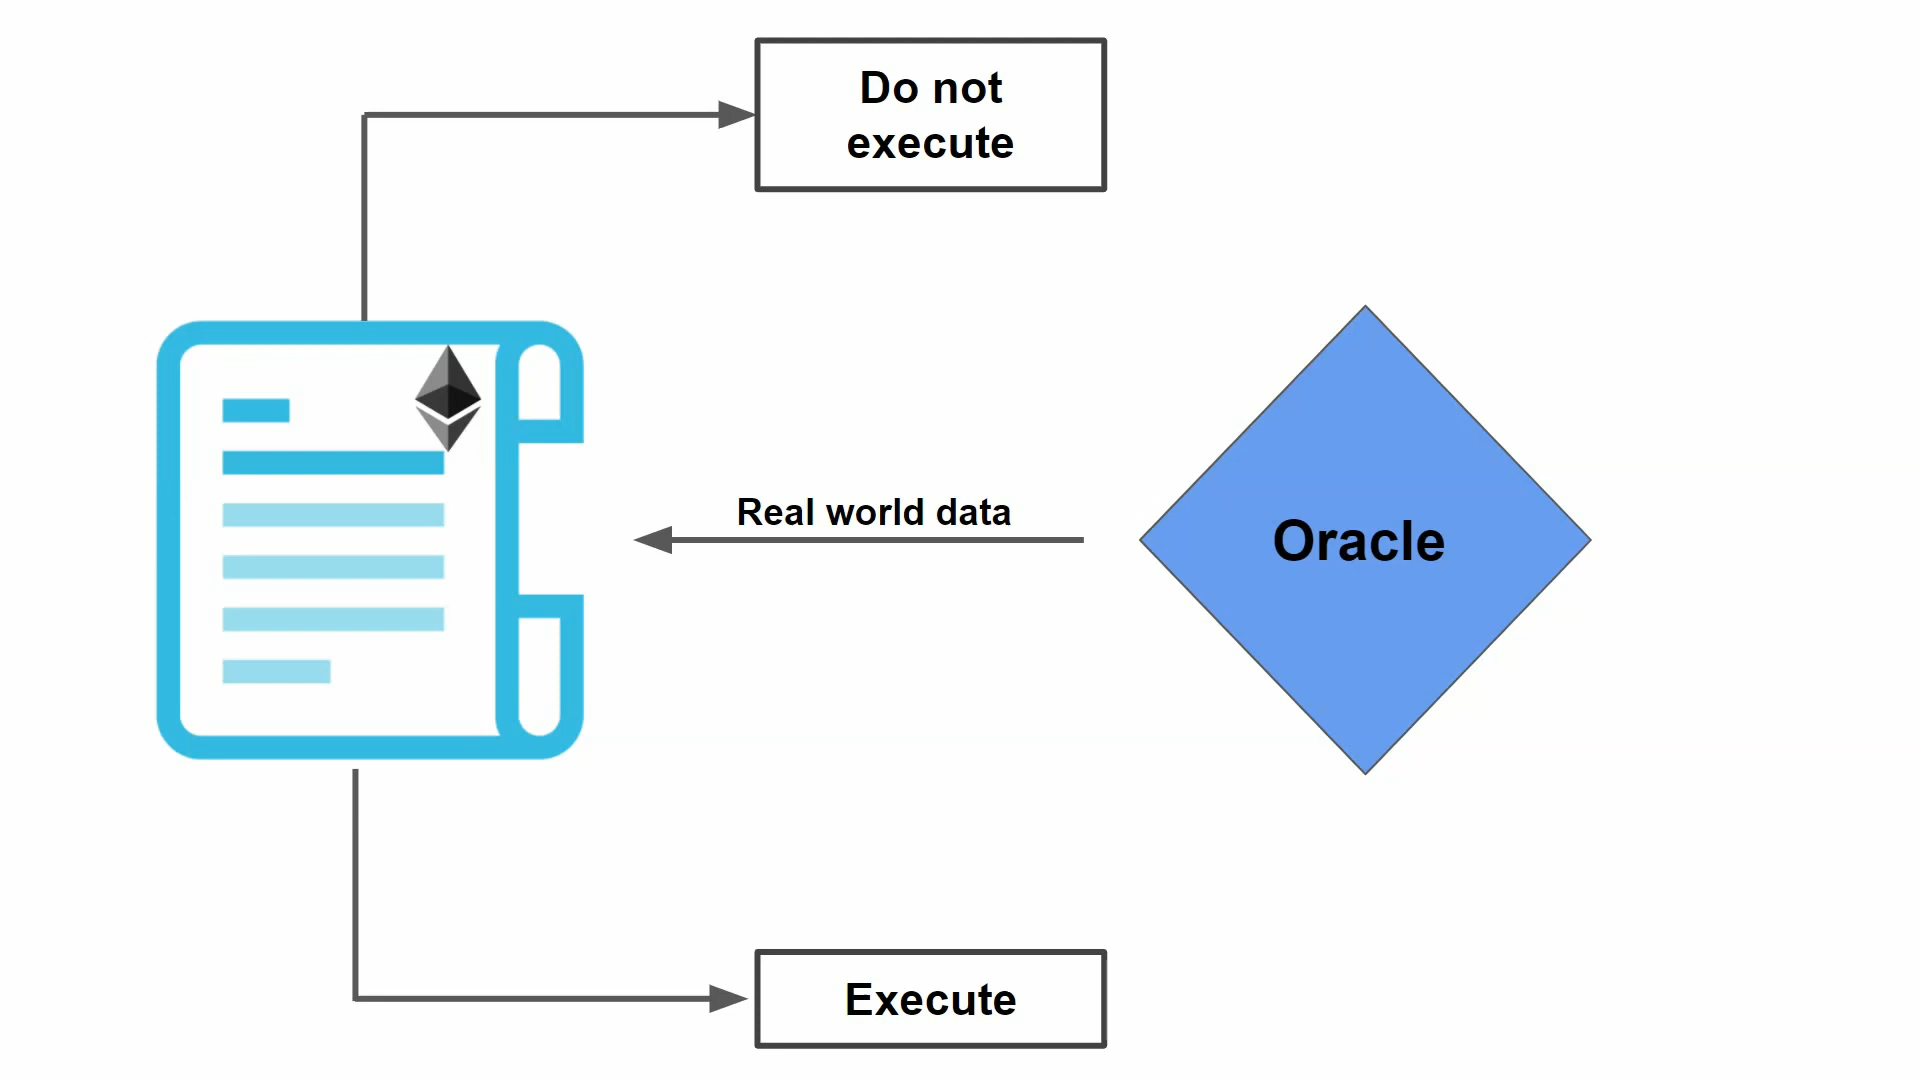 Do not
execute
Real world data
Oracle
Execute